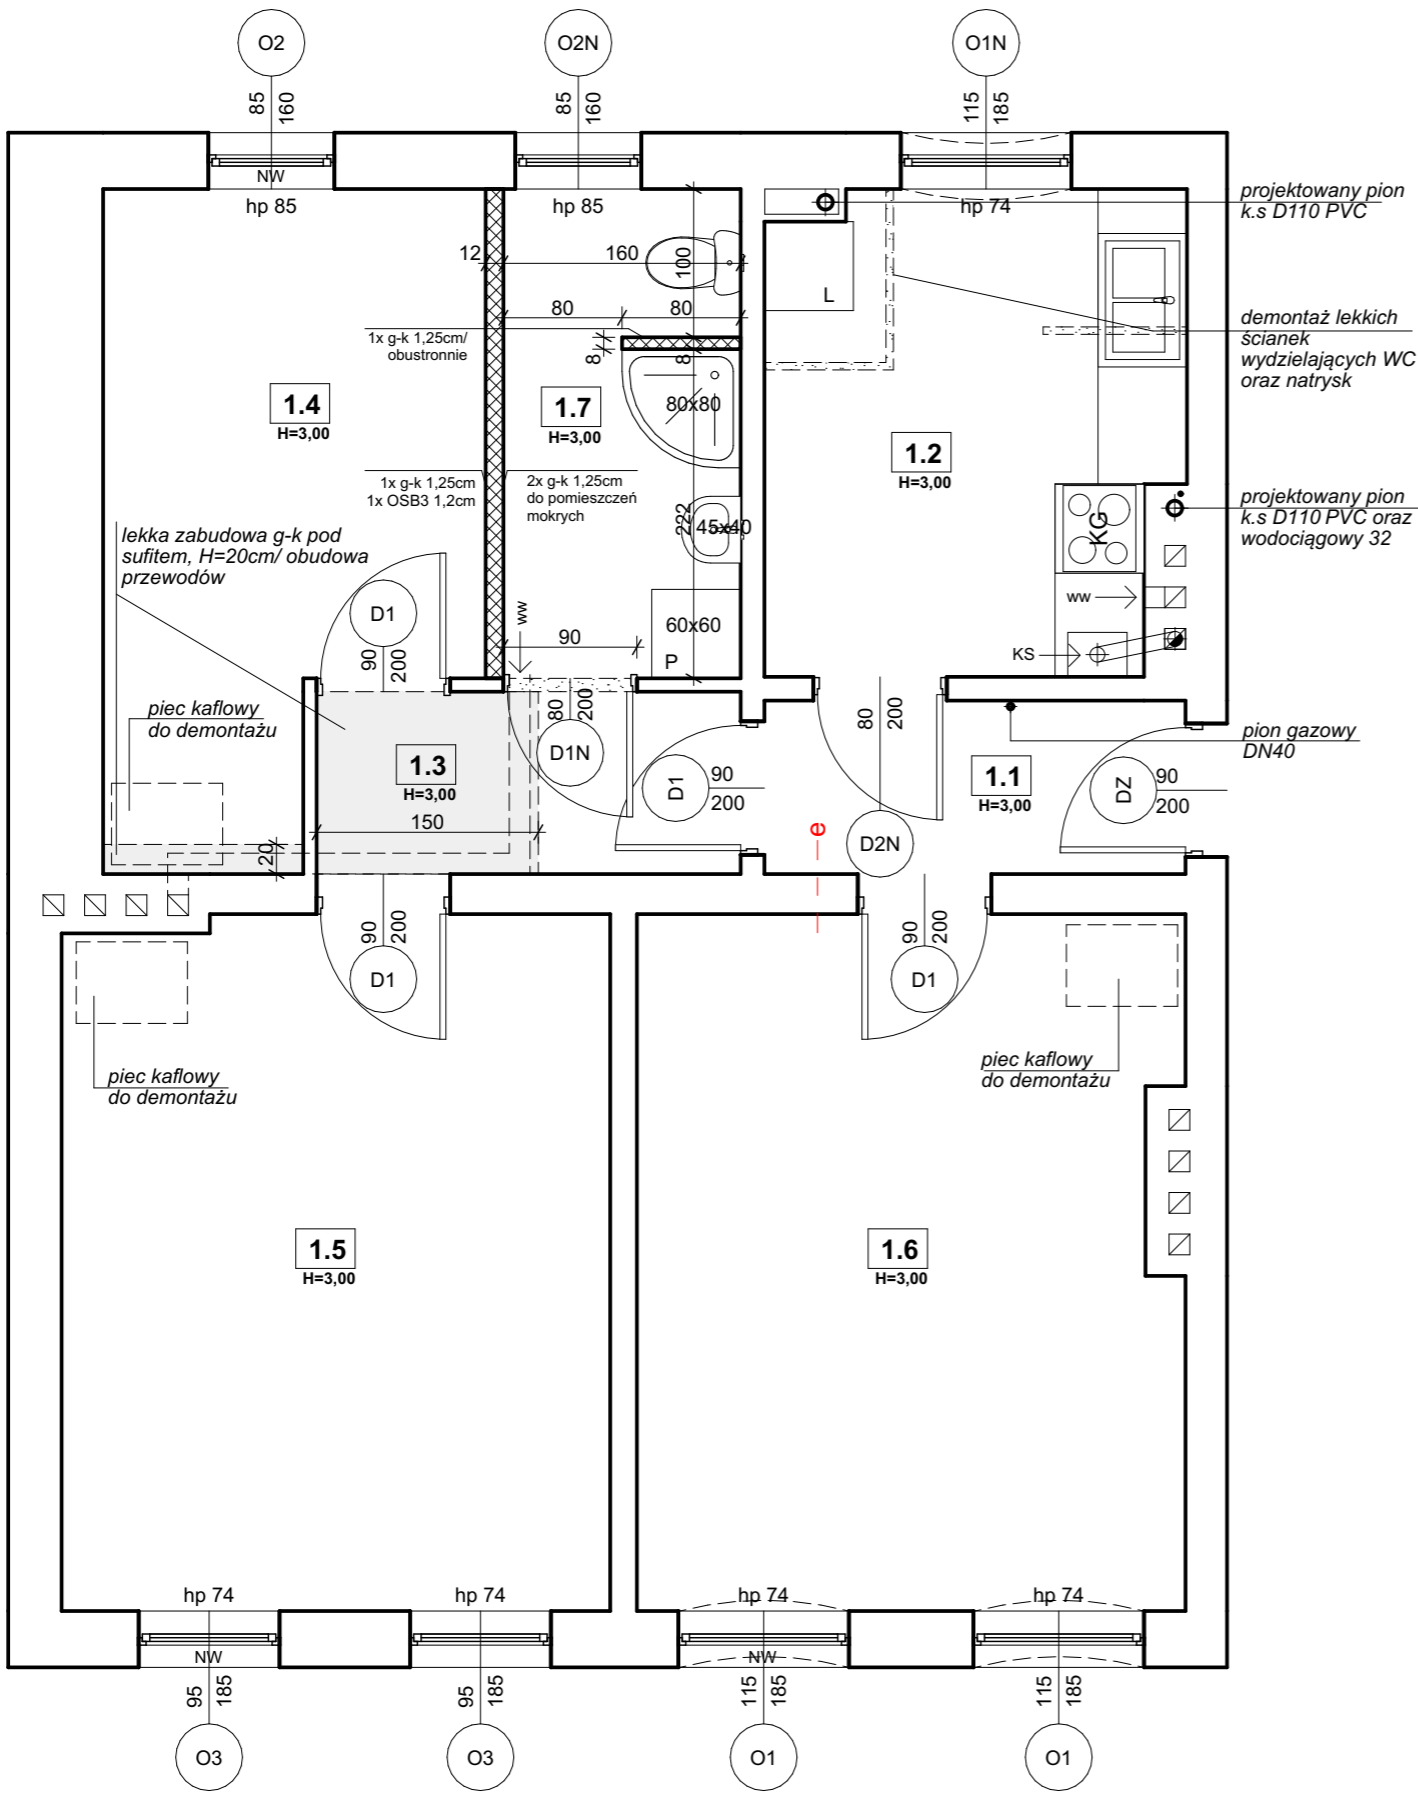 O2
O2N
O1N
85
160
85
160
115
185
NW
hp 85
hp 85
hp 74
projektowany pion
k.s D110 PVC
12
160
100
L
80
80
1x g-k 1,25cm/
obustronnie
8
8
demontaż lekkich
ścianek
wydzielających WC
oraz natrysk
1.4
H=3,00
1.7
H=3,00
80x80
1.2
H=3,00
1x g-k 1,25cm
1x OSB3 1,2cm
2x g-k 1,25cm
do pomieszczeń
mokrych
222
45x40
KG
projektowany pion
k.s D110 PVC oraz
wodociągowy 32
lekka zabudowa g-k pod
sufitem, H=20cm/ obudowa
przewodów
D1
90
200
ww
90
60x60
P
ww
KS
piec kaflowy
do demontażu
80
200
D1N
1.3
H=3,00
150
20
D1
90
200
80
200
D2N
e
1.1
H=3,00
DZ
90
200
pion gazowy
DN40
90
200
D1
90
200
D1
piec kaflowy
do demontażu
piec kaflowy
do demontażu
1.5
H=3,00
1.6
H=3,00
hp 74
hp 74
hp 74
hp 74
NW
NW
95
185
95
185
115
185
115
185
O3
O3
O1
O1